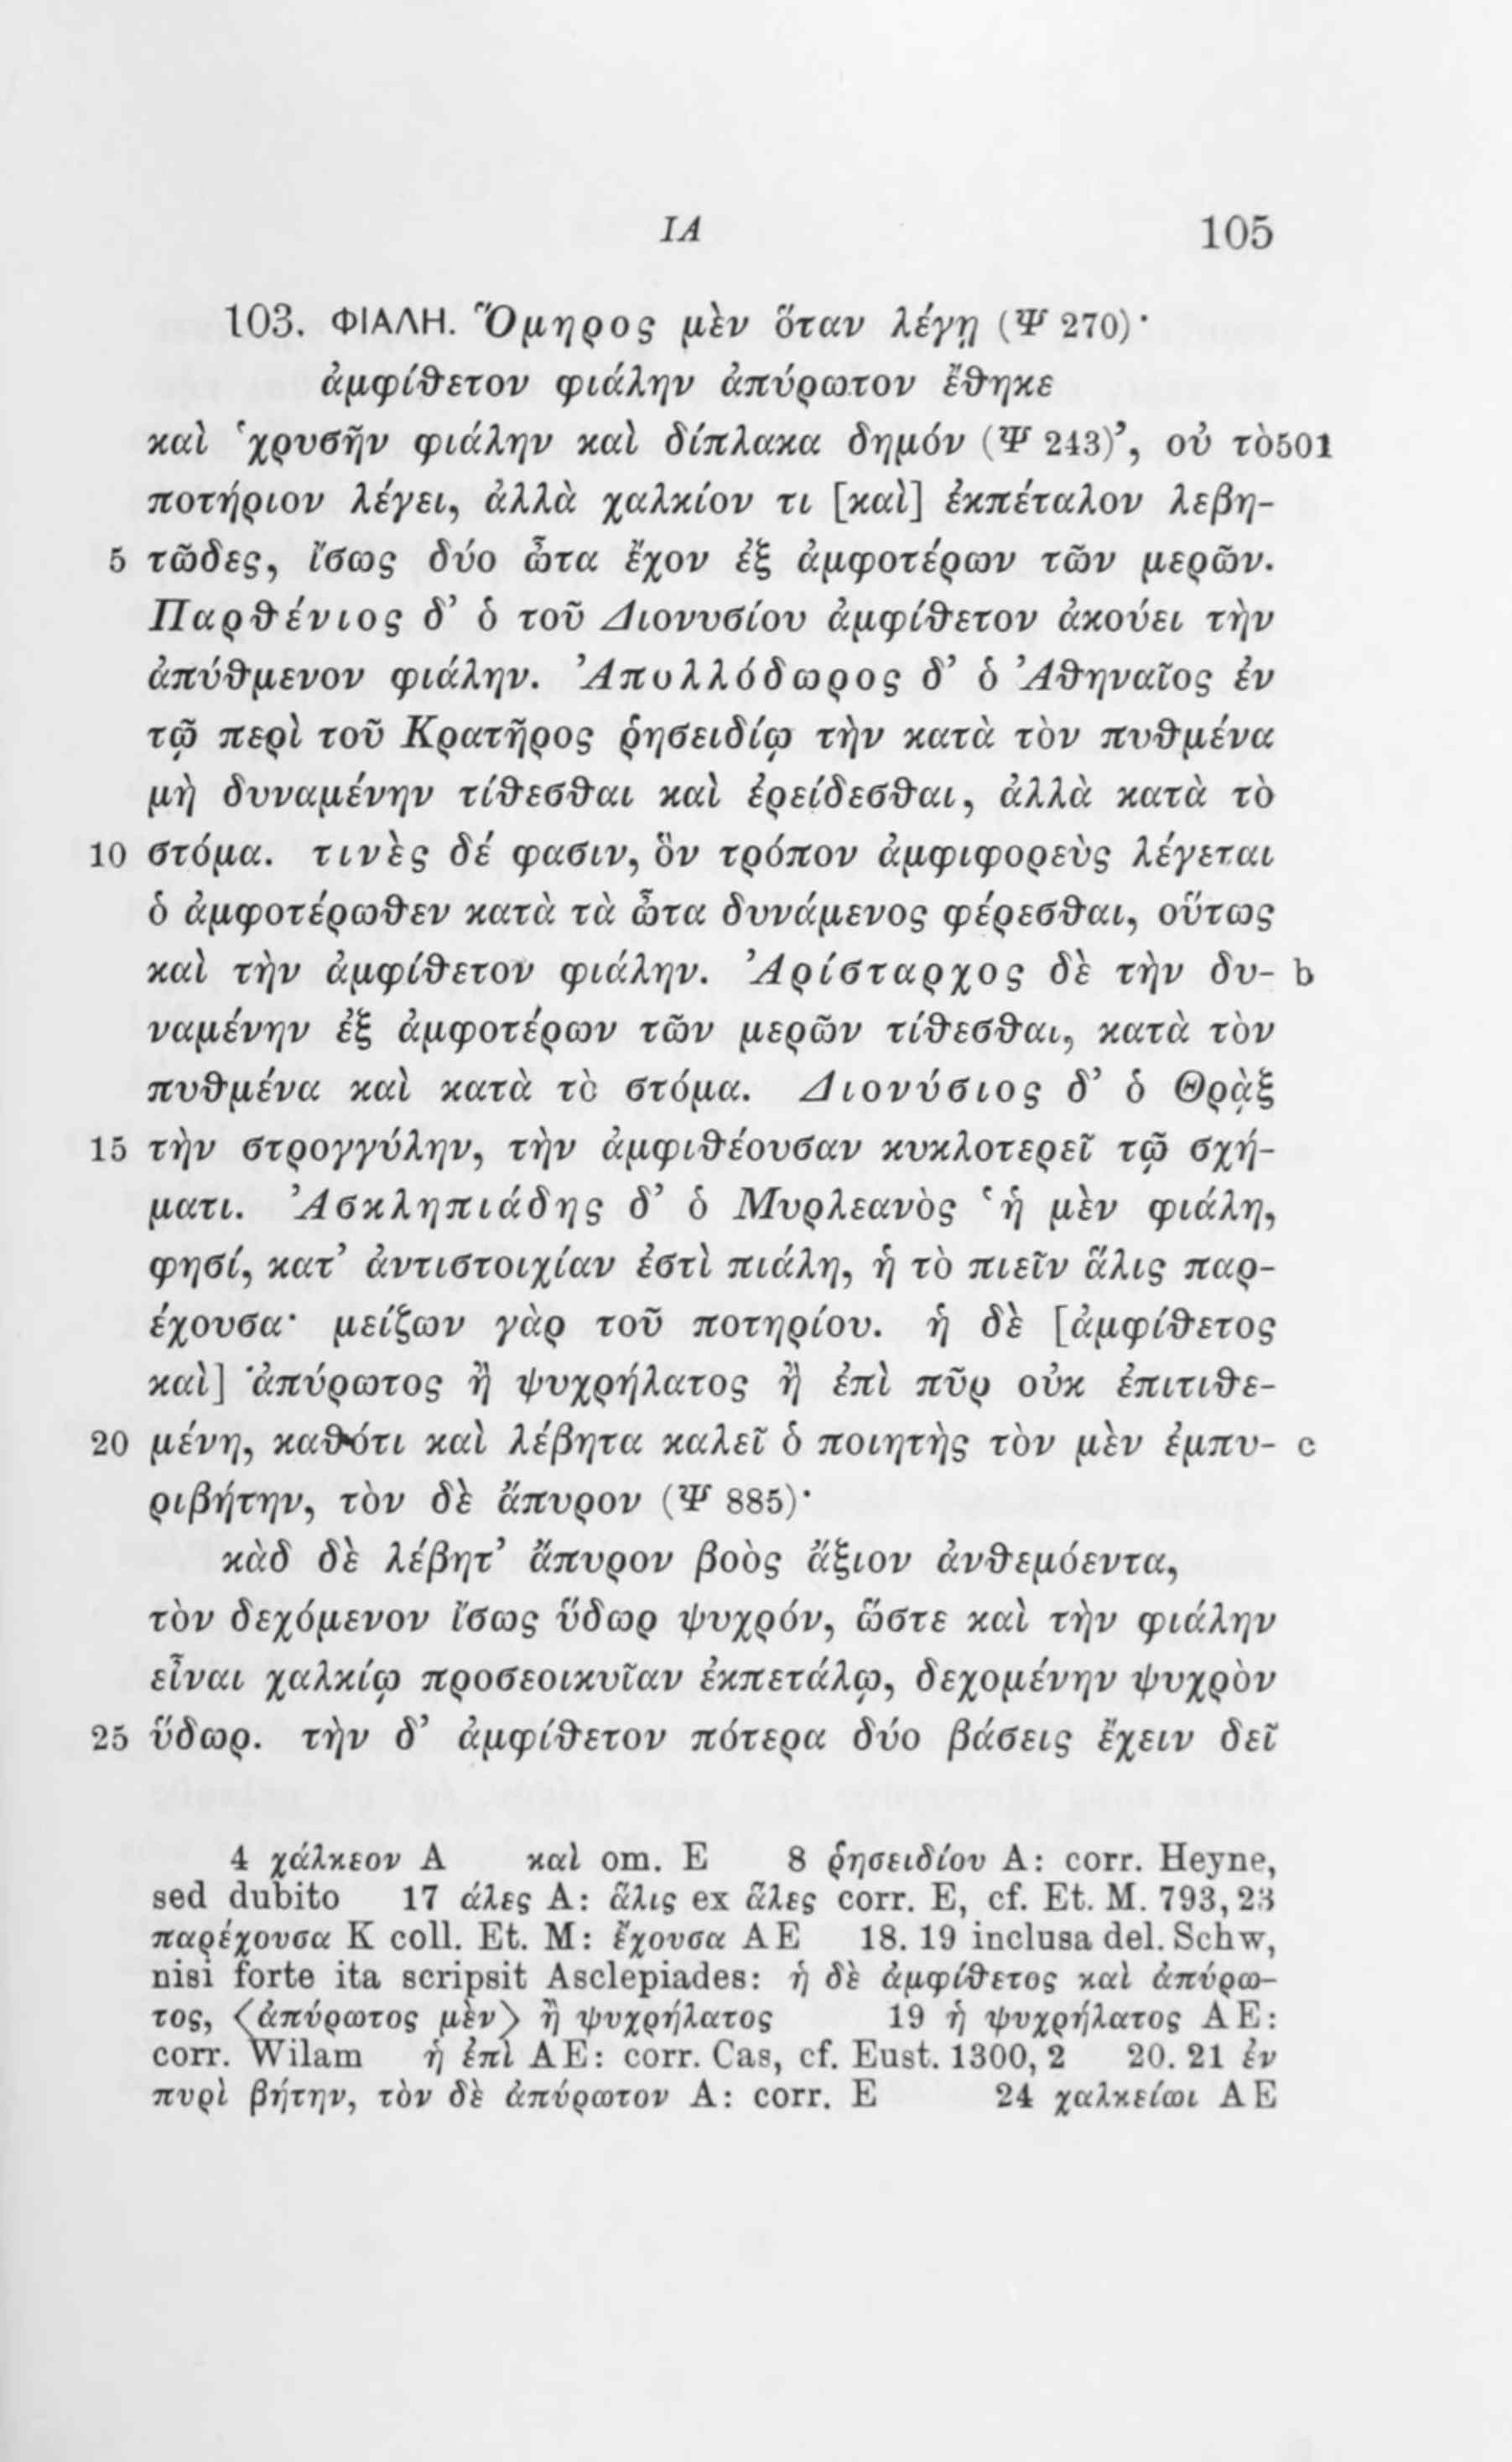 ΙΑ 105
103. ΦΙΑΛΗ. Ὅμηρος μὲν ὅταν λέγῃ (Ψ 270)·
ἀμφίθετον φιάλην ἀπύρωτον ἔθηκε
καὶ ‘χρυσῆν φιάλην καὶ δίπλακα δημόν (Ψ 243)’, οὐ τὸ 501
ποτήριον λέγει, ἀλλὰ χαλκίον τι [καὶ] ἐκπέταλον λεβη-
5 τῶδες, ἴσως δύο ὦτα ἔχον ἐξ ἀμφοτέρων τῶν μερῶν.
Παρθένιος δ’ ὁ τοῦ Διονυσίου ἀμφίθετον ἀκούει τὴν
ἀπύθμενον φιάλην. Ἀπολλόδωρος δ’ ὁ Ἀθηναῖος ἐν
τῷ περὶ τοῦ Κρατῆρος ῥησειδίῳ τὴν κατὰ τὸν πυθμένα
μὴ δυναμένην τίθεσθαι καὶ ἐρείδεσθαι, ἀλλὰ κατὰ τὸ
10 στόμα. τινὲς δέ φασιν, ὃν τρόπον ἀμφιφορεὺς λέγεται
ὁ ἀμφοτέρωθεν κατὰ τὰ ὦτα δυνάμενος φέρεσθαι, οὕτως
καὶ τὴν ἀμφίθετον φιάλην. Ἀρίσταρχος δὲ τὴν δυ- b
ναμένην ἐξ ἀμφοτέρων τῶν μερῶν τίθεσθαι, κατὰ τὸν
πυθμένα καὶ κατὰ τὸ στόμα. Διονύσιος δ’ ὁ Θρᾲξ
15 τὴν στρογγύλην, τὴν ἀμφιθέουσαν κυκλοτερεῖ τῷ σχή-
ματι. Ἀσκληπιάδης δ’ ὁ Μυρλεανὸς ‘ἡ μὲν φιάλη,
φησί, κατ’ ἀντιστοιχίαν ἐστὶ πιάλη, ἡ τὸ πιεῖν ἅλις παρ-
έχουσα· μείζων γὰρ τοῦ ποτηρίου. ἡ δὲ [ἀμφίθετος
καὶ] ἀπύρωτος ἢ ψυχρήλατος ἢ ἐπὶ πῦρ οὐκ ἐπιτιθε-
20 μένη, καθότι καὶ λέβητα καλεῖ ὁ ποιητὴς τὸν μὲν ἐμπυ- c
ριβήτην, τὸν δὲ ἄπυρον (Ψ 885)·
κὰδ δὲ λέβητ’ ἄπυρον βοὸς ἄξιον ἀνθεμόεντα,
τὸν δεχόμενον ἴσως ὕδωρ ψυχρόν, ὥστε καὶ τὴν φιάλην
εἶναι χαλκίῳ προσεοικυῖαν ἐκπετάλῳ, δεχομένην ψυχρὸν
25 ὕδωρ. τὴν δ’ ἀμφίθετον πότερα δύο βάσεις ἔχειν δεῖ
4 χάλκεον A καὶ om. E 8 ῥησειδίου A: corr. Heyne,
sed dubito 17 άλες A: ἅλις ex ἅλες corr. E, cf. Et. M. 793, 23
παρέχουσα K coll. Et. M: ἔχουσα AE 18. 19 inclusa del. Schw,
nisi forte ita scripsit Asclepiades: ἡ δὲ ἀμφίθετος καὶ ἀπύρω-
τος, ⟨ἀπύρωτος μὲν⟩ ἢ ψυχρήλατος 19 ἡ ψυχρήλατος AE:
corr. Wilam ἡ ἐπὶ AE: corr. Cas, cf. Eust. 1300, 2 20. 21 ἐν
πυρὶ βήτην, τὸν δὲ ἀπύρωτον A: corr. E 24 χαλκείωι AE